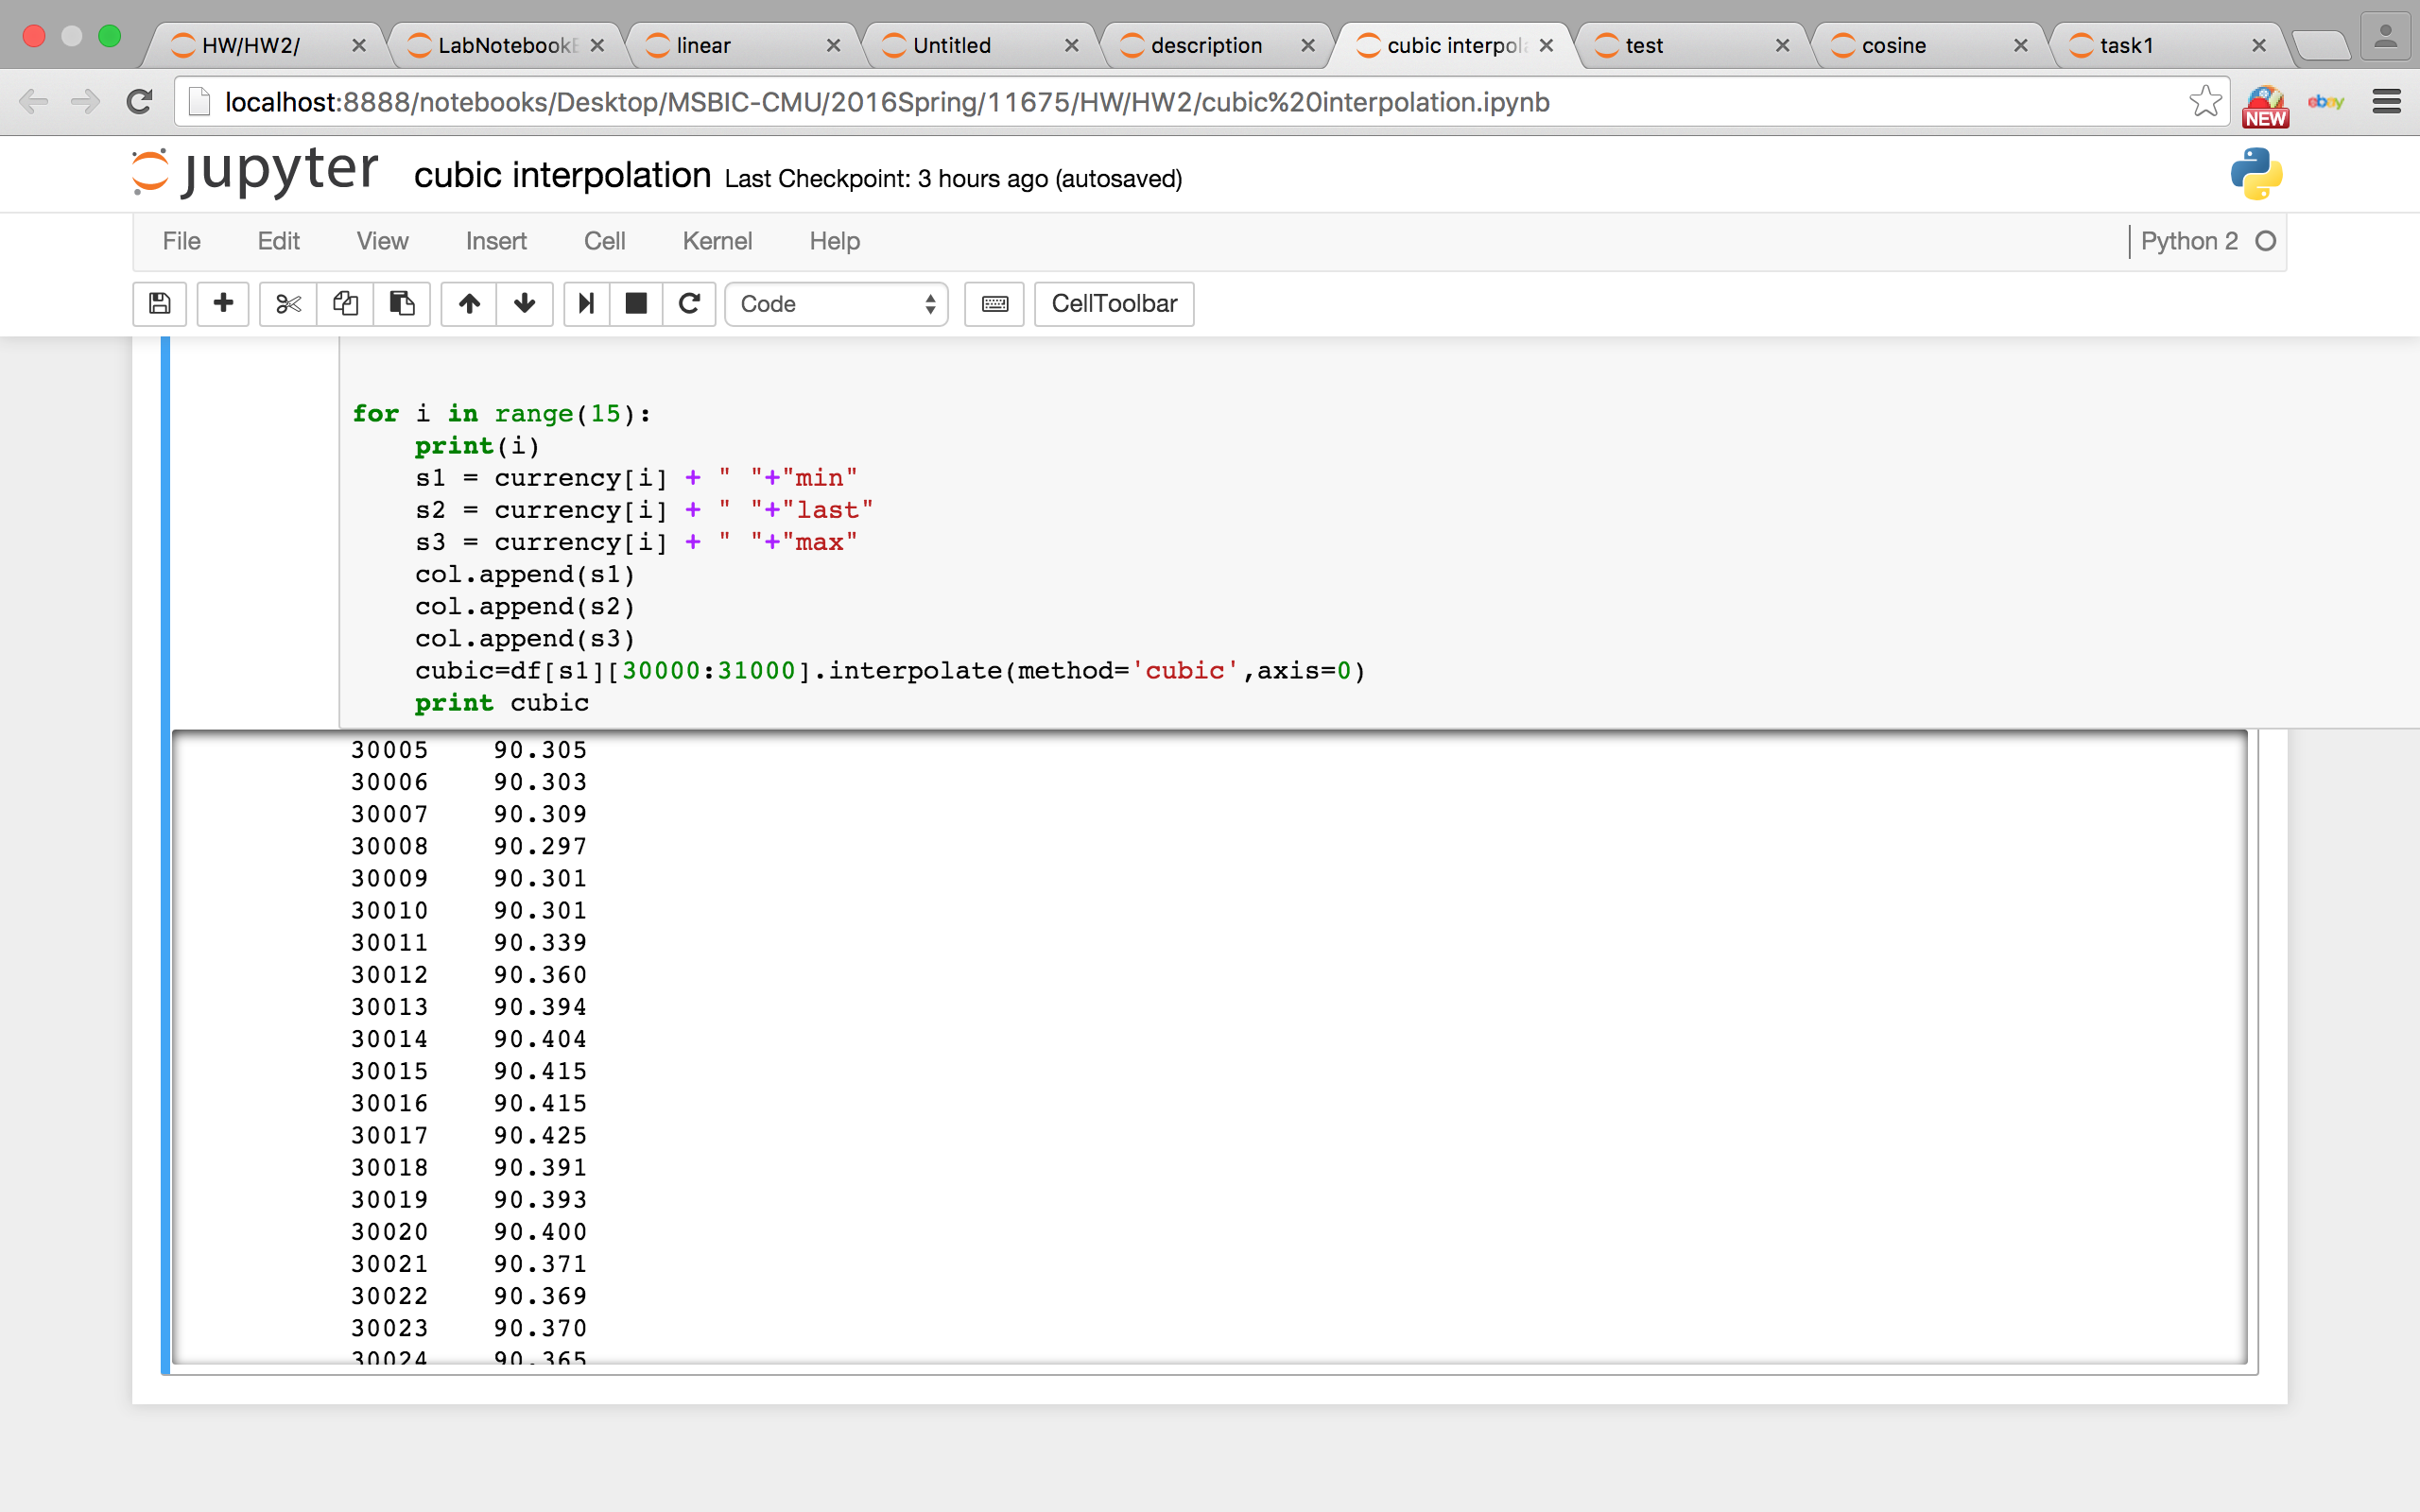 HW/HW2/ LabNotebook linear Untitled description cubic interpol test cosine task1
localhost:8888/notebooks/Desktop/MSBIC-CMU/2016Spring/11675/HW/HW2/cubic%20interpolation.ipynb
NEW
ebay
jupyter cubic interpolation Last Checkpoint: 3 hours ago (autosaved)
File Edit View Insert Cell Kernel Help Python 2
Code CellToolbar
for i in range(15):
    print(i)
    s1 = currency[i] + " "+"min"
    s2 = currency[i] + " "+"last"
    s3 = currency[i] + " "+"max"
    col.append(s1)
    col.append(s2)
    col.append(s3)
    cubic=df[s1][30000:31000].interpolate(method='cubic',axis=0)
    print cubic
30005 90.305
30006 90.303
30007 90.309
30008 90.297
30009 90.301
30010 90.301
30011 90.339
30012 90.360
30013 90.394
30014 90.404
30015 90.415
30016 90.415
30017 90.425
30018 90.391
30019 90.393
30020 90.400
30021 90.371
30022 90.369
30023 90.370
30024 90.365